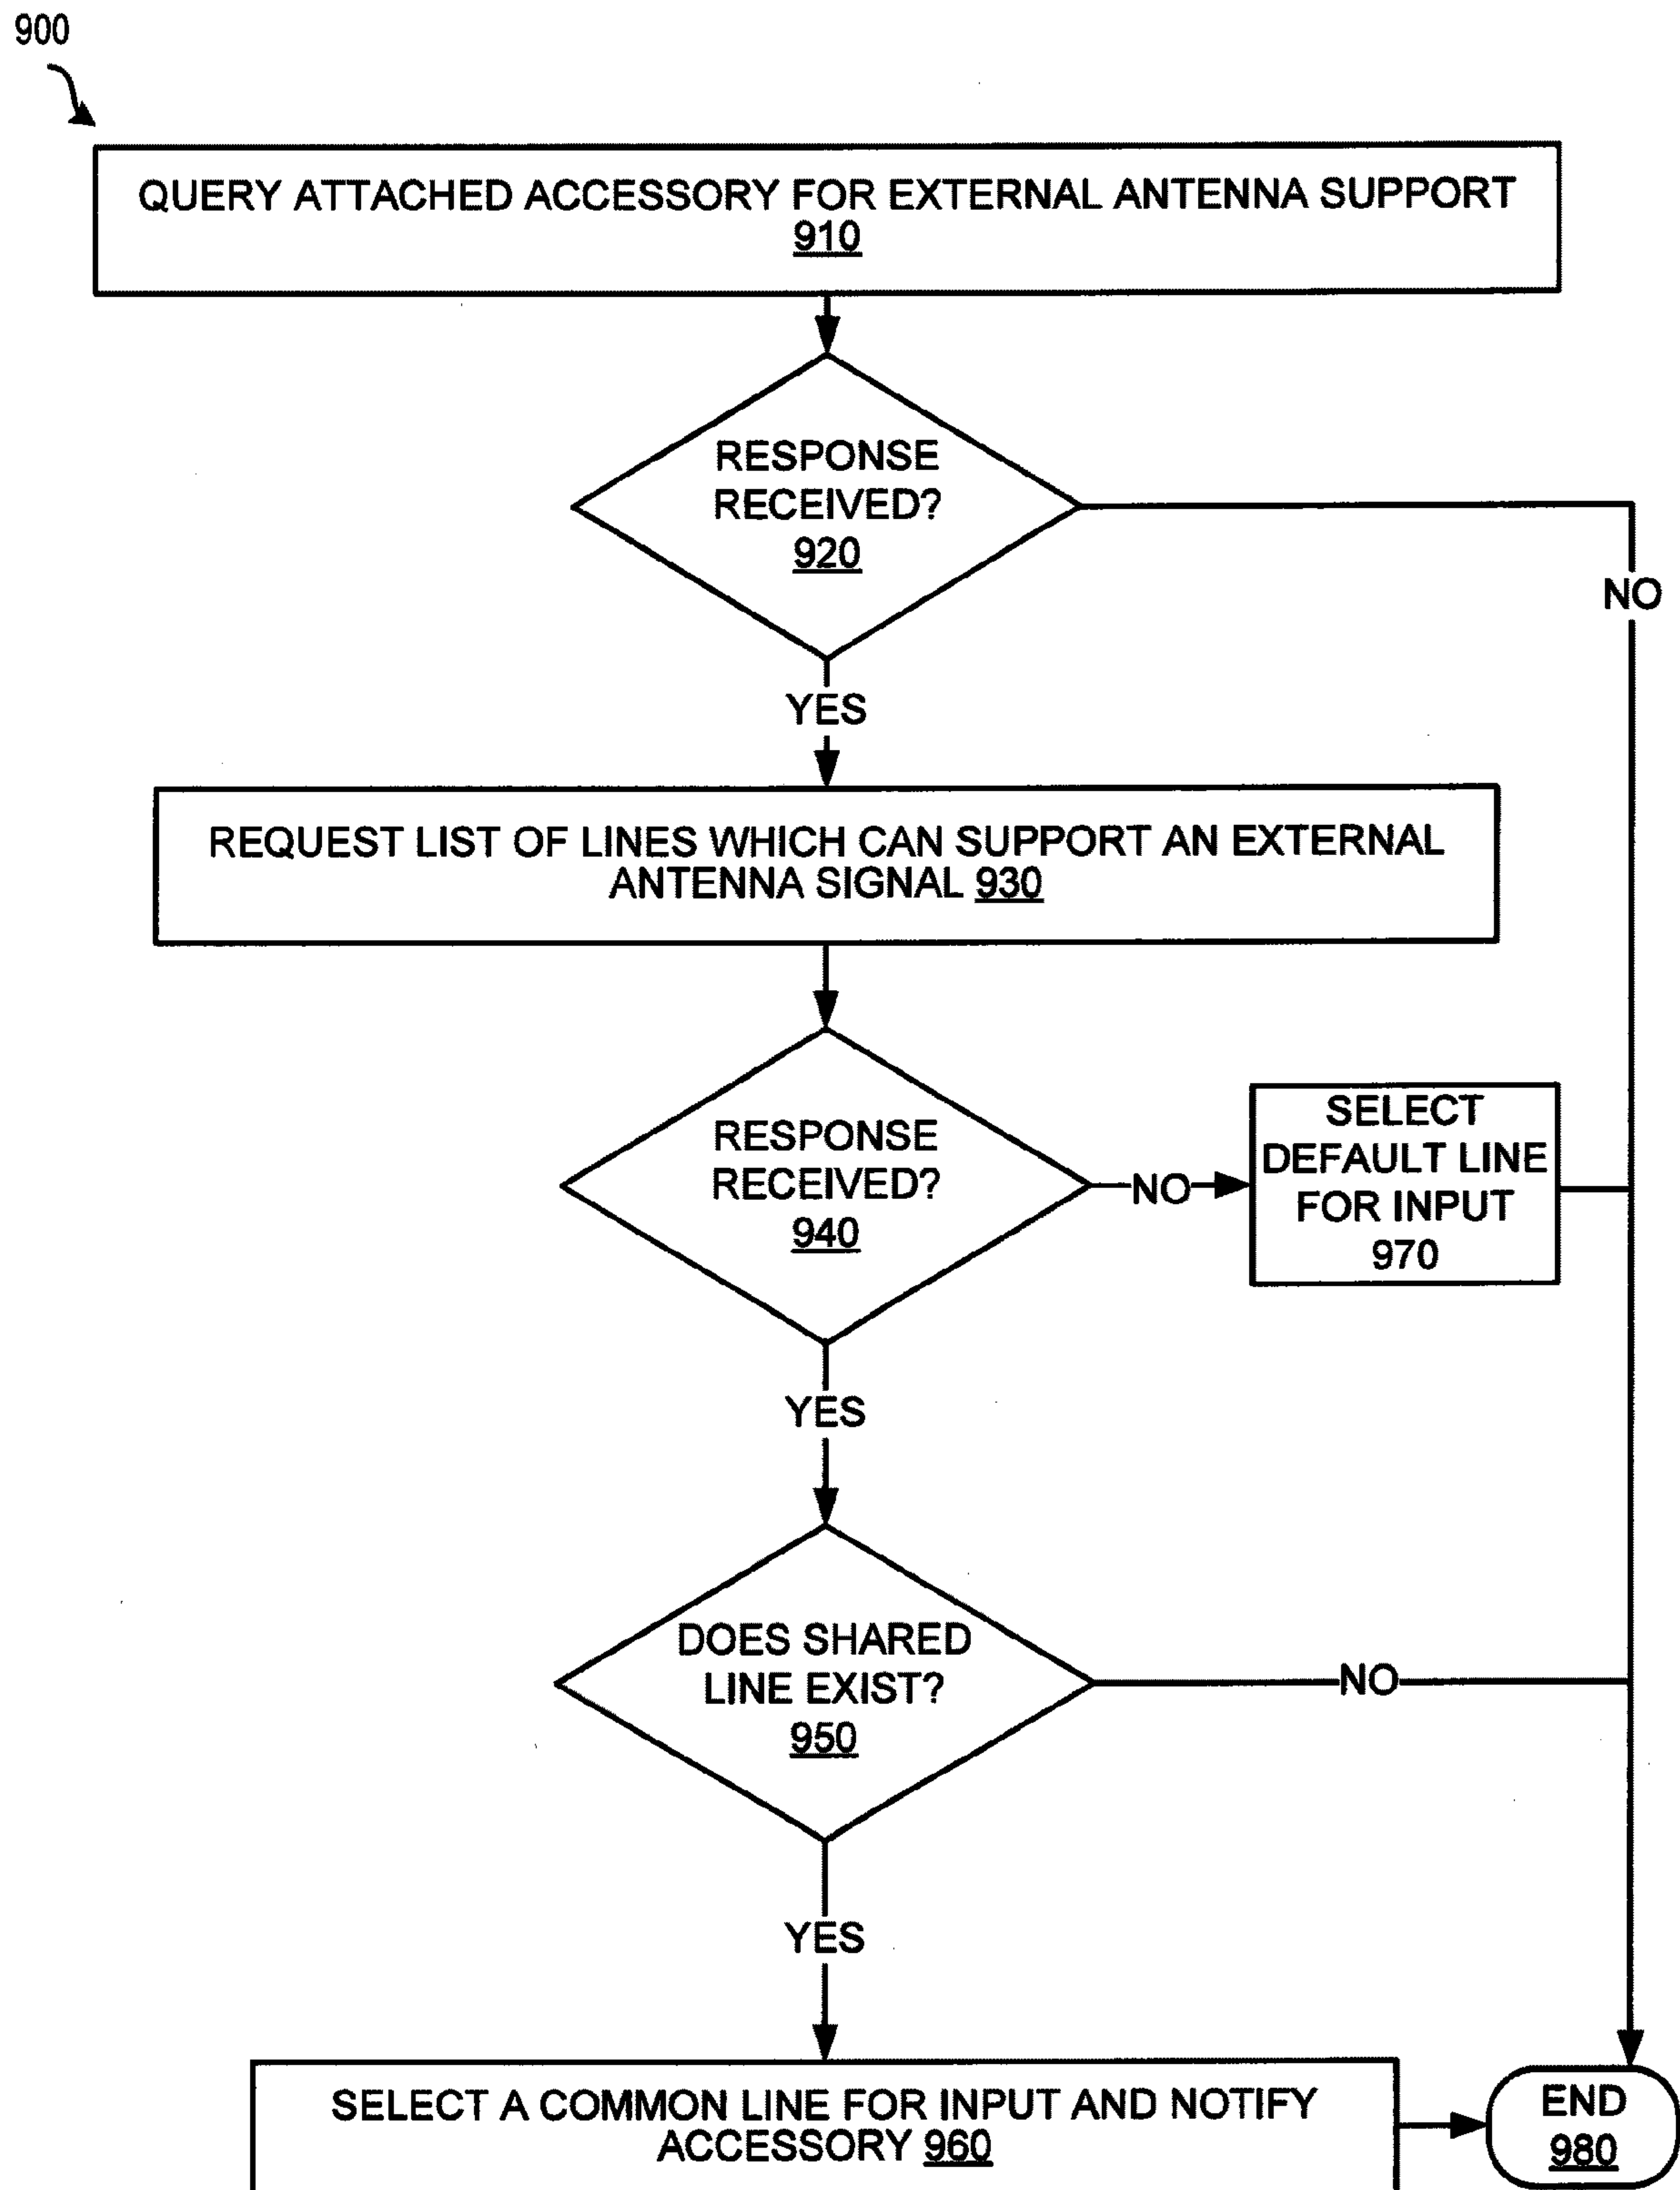 900
QUERY ATTACHED ACCESSORY FOR EXTERNAL ANTENNA SUPPORT
910
RESPONSE
RECEIVED?
920
NO
YES
REQUEST LIST OF LINES WHICH CAN SUPPORT AN EXTERNAL
ANTENNA SIGNAL 930
RESPONSE
RECEIVED?
940
NO
SELECT
DEFAULT LINE
FOR INPUT
970
YES
DOES SHARED
LINE EXIST?
950
NO
YES
SELECT A COMMON LINE FOR INPUT AND NOTIFY
ACCESSORY 960
END
980